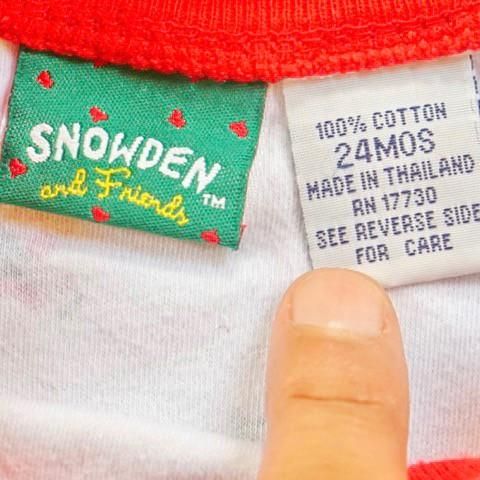 SNOWDEN
and Friends™
100% COTTON
24MOS
MADE IN THAILAND
RN 17730
SEE REVERSE SIDE
FOR CARE